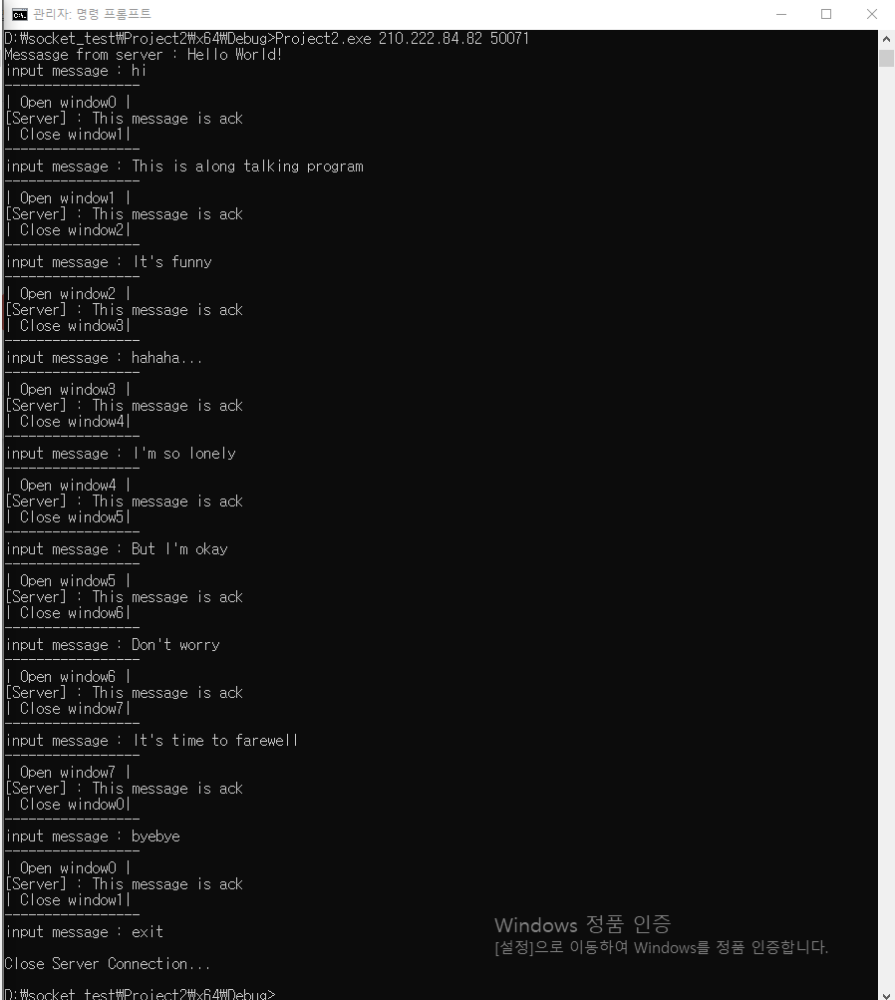 관리자: 명령 프롬프트
D:₩socket_test₩Project2₩x64₩Debug>Project2.exe 210.222.84.82 50071
Messasge from server : Hello World!
input message : hi
-----------------
| Open window0 |
[Server] : This message is ack
| Close window1|
-----------------
input message : This is along talking program
-----------------
| Open window1 |
[Server] : This message is ack
| Close window2|
-----------------
input message : It's funny
-----------------
| Open window2 |
[Server] : This message is ack
| Close window3|
-----------------
input message : hahaha...
-----------------
| Open window3 |
[Server] : This message is ack
| Close window4|
-----------------
input message : I'm so lonely
-----------------
| Open window4 |
[Server] : This message is ack
| Close window5|
-----------------
input message : But I'm okay
-----------------
| Open window5 |
[Server] : This message is ack
| Close window6|
-----------------
input message : Don't worry
-----------------
| Open window6 |
[Server] : This message is ack
| Close window7|
-----------------
input message : It's time to farewell
-----------------
| Open window7 |
[Server] : This message is ack
| Close window0|
-----------------
input message : byebye
-----------------
| Open window0 |
[Server] : This message is ack
| Close window1|
-----------------
input message : exit
Close Server Connection...
D:₩socket_test₩Project2₩x64₩Debug>
Windows 정품 인증
[설정]으로 이동하여 Windows를 정품 인증합니다.